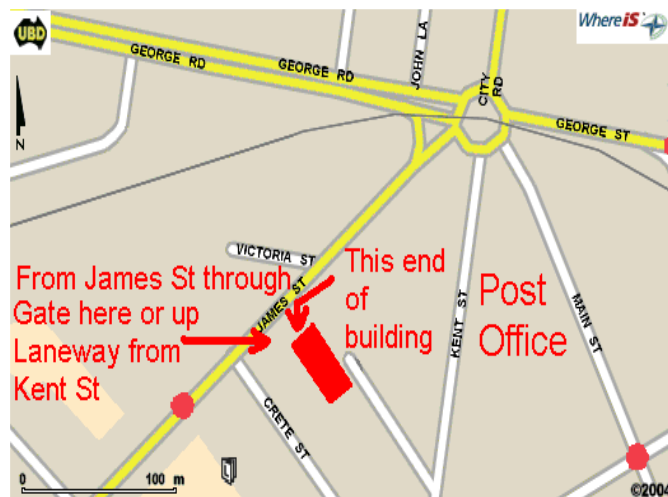 UBD
WhereiS
GEORGE RD
GEORGE RD
JOHN LA
CITY RD
GEORGE ST
N
VICTORIA ST
From James St through
Gate here or up
Laneway from
Kent St
This end
of
building
JAMES ST
Post
Office
KENT ST
MAIN ST
CRETE ST
0 100 m
©2004